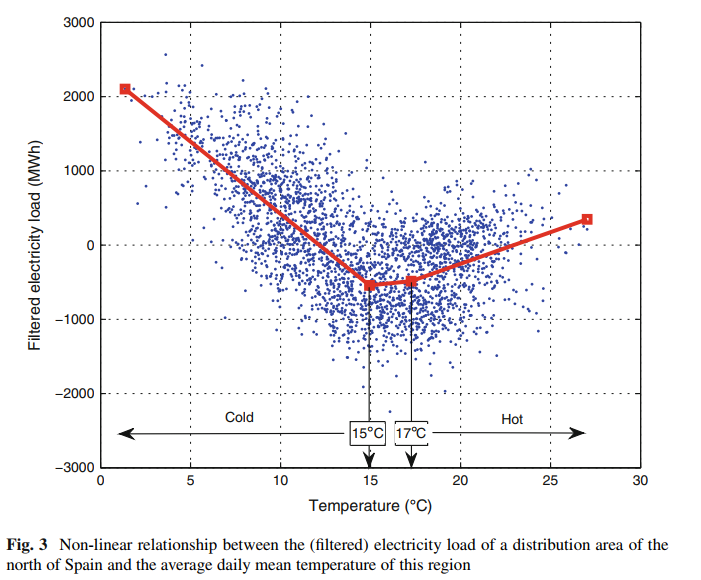 3000
2000
1000
0
−1000
−2000
−3000
Filtered electricity load (MWh)
Cold
15°C
17°C
Hot
0 5 10 15 20 25 30
Temperature (°C)
Fig. 3 Non-linear relationship between the (filtered) electricity load of a distribution area of the
north of Spain and the average daily mean temperature of this region